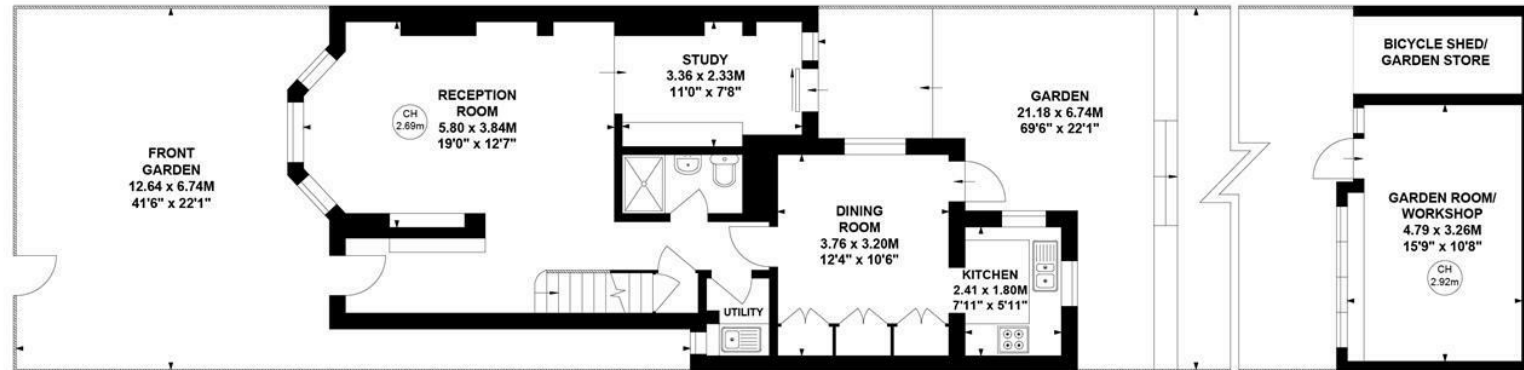 FRONT
GARDEN
12.64 x 6.74M
41'6" x 22'1"
RECEPTION
ROOM
5.80 x 3.84M
19'0" x 12'7"
CH
2.69m
STUDY
3.36 x 2.33M
11'0" x 7'8"
DINING
ROOM
3.76 x 3.20M
12'4" x 10'6"
UTILITY
KITCHEN
2.41 x 1.80M
7'11" x 5'11"
GARDEN
21.18 x 6.74M
69'6" x 22'1"
BICYCLE SHED/
GARDEN STORE
GARDEN ROOM/
WORKSHOP
4.79 x 3.26M
15'9" x 10'8"
CH
2.92m